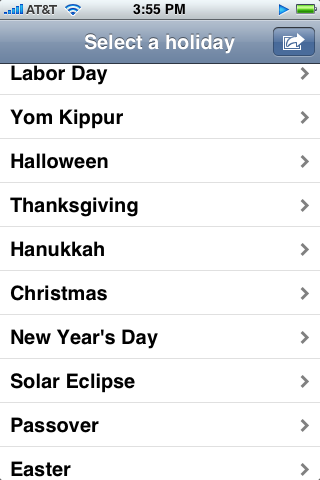 AT&T 3:55 PM
Select a holiday
Labor Day
Yom Kippur
Halloween
Thanksgiving
Hanukkah
Christmas
New Year's Day
Solar Eclipse
Passover
Easter